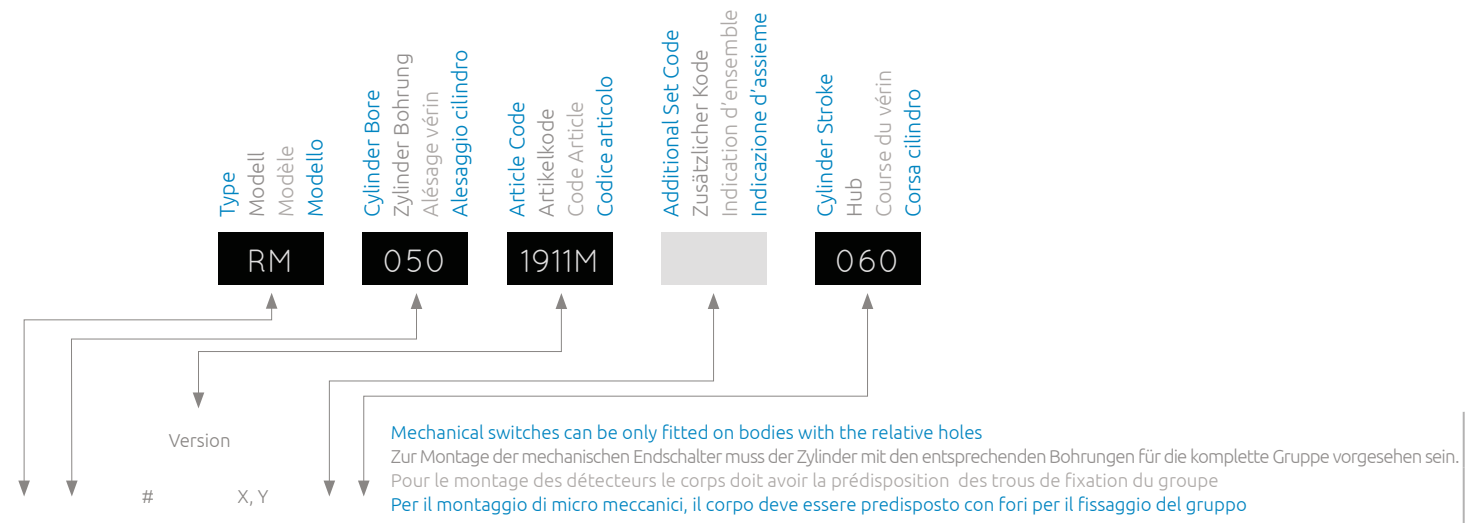 Type
Modell
Modèle
Modello
Cylinder Bore
Zylinder Bohrung
Alésage vérin
Alesaggio cilindro
Article Code
Artikelkode
Code Article
Codice articolo
Additional Set Code
Zusätzlicher Kode
Indication d'ensemble
Indicazione d'assieme
Cylinder Stroke
Hub
Course du vérin
Corsa cilindro
RM 050 1911M 060
Version
# X, Y
Mechanical switches can be only fitted on bodies with the relative holes
Zur Montage der mechanischen Endschalter muss der Zylinder mit den entsprechenden Bohrungen für die komplette Gruppe vorgesehen sein.
Pour le montage des détecteurs le corps doit avoir la prédisposition des trous de fixation du groupe
Per il montaggio di micro meccanici, il corpo deve essere predisposto con fori per il fissaggio del gruppo